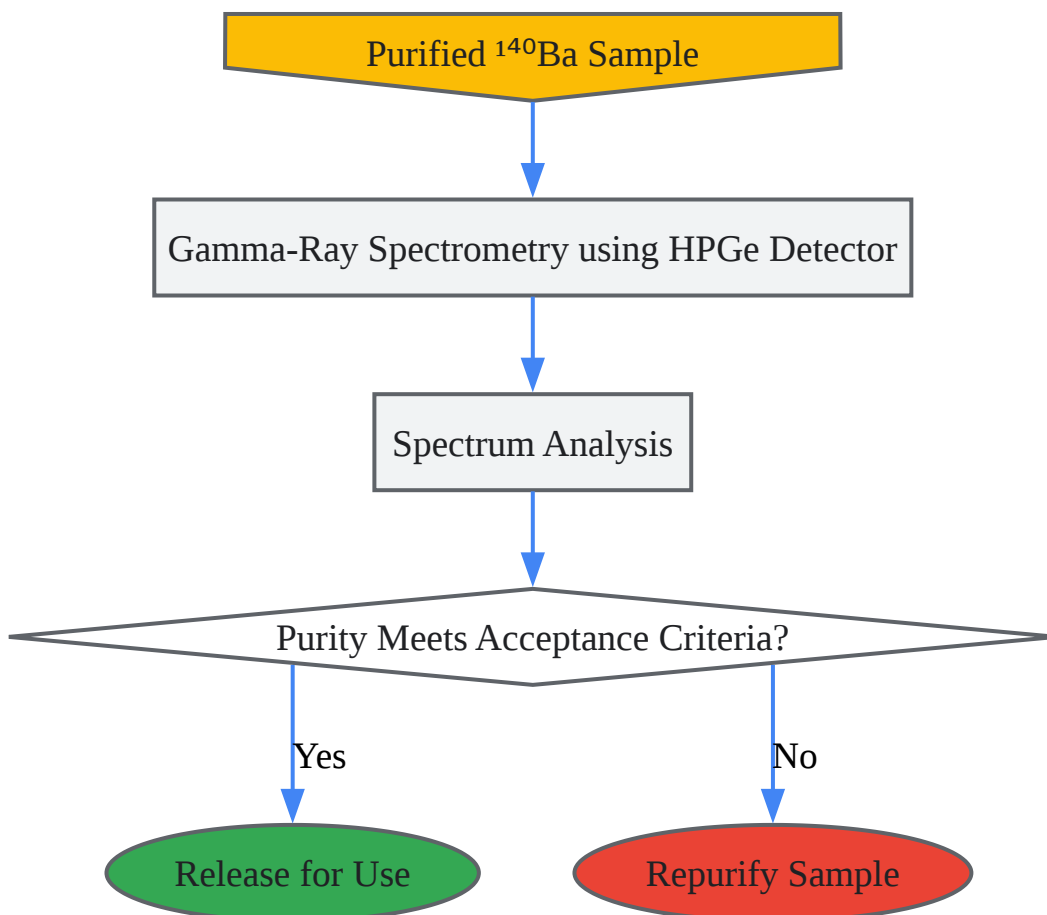 Purified ¹⁴⁰Ba Sample
Gamma-Ray Spectrometry using HPGe Detector
Spectrum Analysis
Purity Meets Acceptance Criteria?
Yes
No
Release for Use
Repurify Sample